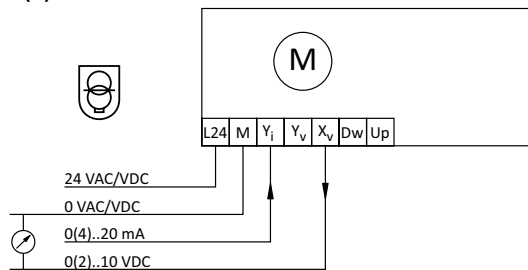 M
L24 M Yi Yv Xv Dw Up
24 VAC/VDC
0 VAC/VDC
0(4)..20 mA
0(2)..10 VDC